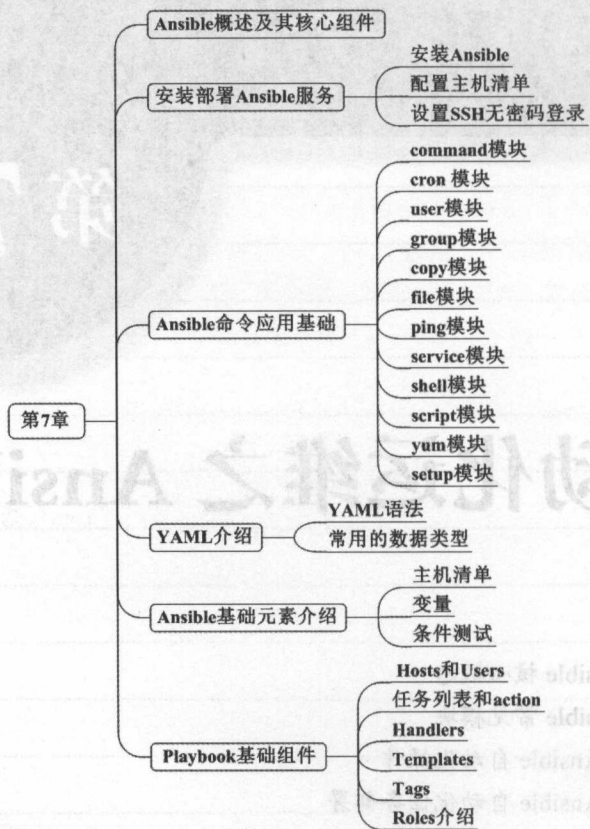 Ansible概述及其核心组件
安装部署Ansible服务
安装Ansible
配置主机清单
设置SSH无密码登录
第7章
Ansible命令应用基础
command模块
cron 模块
user模块
group模块
copy模块
file模块
ping模块
service模块
shell模块
script模块
yum模块
setup模块
YAML介绍
YAML语法
常用的数据类型
Ansible基础元素介绍
主机清单
变量
条件测试
Playbook基础组件
Hosts和Users
任务列表和action
Handlers
Templates
Tags
Roles介绍